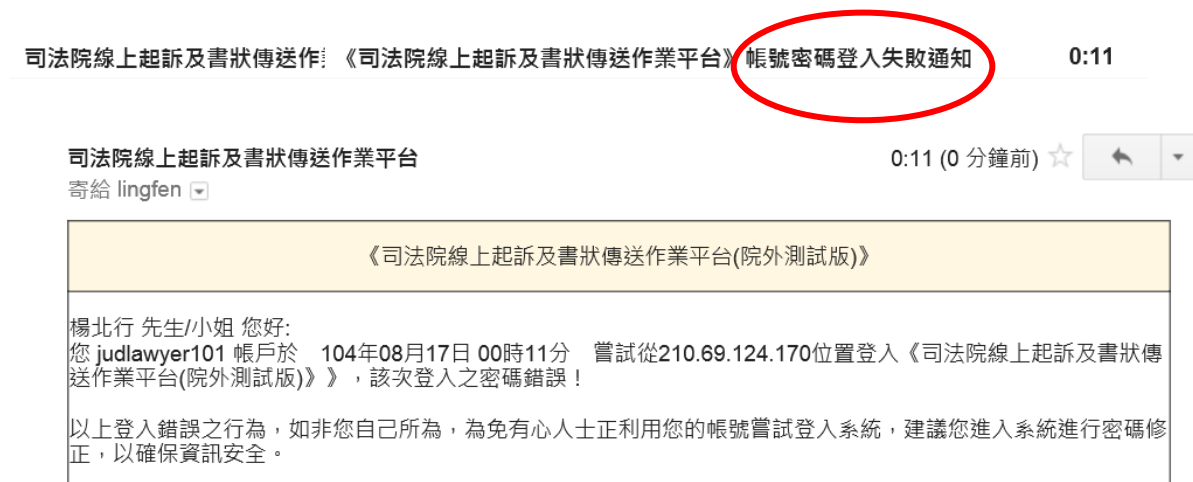 司法院線上起訴及書狀傳送作 《司法院線上起訴及書狀傳送作業平台》帳號密碼登入失敗通知 0:11
司法院線上起訴及書狀傳送作業平台 0:11 (0 分鐘前)
寄給 lingfen
《司法院線上起訴及書狀傳送作業平台(院外測試版)》
楊北行 先生/小姐 您好:
您 judlawyer101 帳戶於 104年08月17日 00時11分 嘗試從210.69.124.170位置登入《司法院線上起訴及書狀傳
送作業平台(院外測試版)》》，該次登入之密碼錯誤！
以上登入錯誤之行為，如非您自己所為，為免有心人士正利用您的帳號嘗試登入系統，建議您進入系統進行密碼修
正，以確保資訊安全。